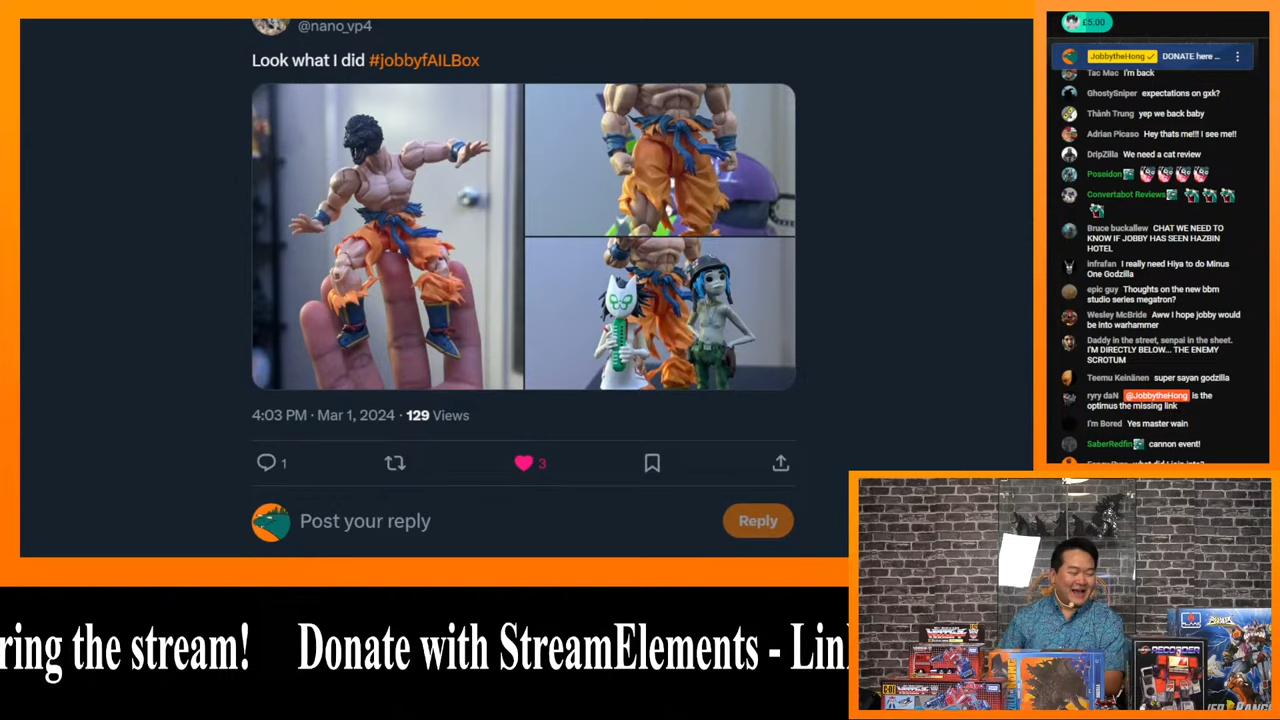 @nano_vp4
Look what I did #jobbyfAILBox
4:03 PM · Mar 1, 2024 · 129 Views
1
3
Post your reply
Reply
£5.00
JobbytheHong DONATE here ...
Tac Mac I'm back
GhostySniper expectations on gxk?
Thành Trung yep we back baby
Adrian Picaso Hey thats me!!! I see me!!
DripZilla We need a cat review
Poseidon
Convertabot Reviews
Bruce buckallew CHAT WE NEED TO
KNOW IF JOBBY HAS SEEN HAZBIN
HOTEL
infrafan I really need Hiya to do Minus
One Godzilla
epic guy Thoughts on the new bbm
studio series megatron?
Wesley McBride Aww I hope jobby would
be into warhammer
Daddy in the street, senpai in the sheet.
I'M DIRECTLY BELOW... THE ENEMY
SCROTUM
Teemu Keinänen super sayan godzilla
ryry daN @JobbytheHong is the
optimus the missing link
I'm Bored Yes master wain
SaberRedfin cannon event!
RECORDER
ring the stream! Donate with StreamElements - Lin